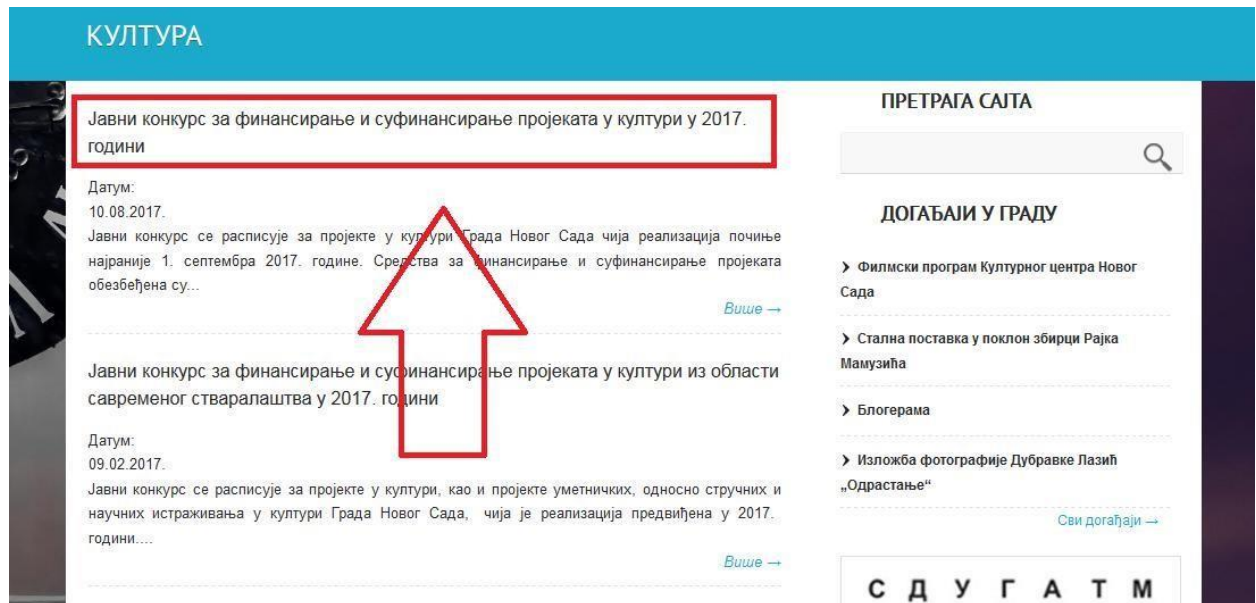 КУЛТУРА
Јавни конкурс за финансирање и суфинансирање пројеката у култури у 2017.
години
Датум:
10.08.2017.
Јавни конкурс се расписује за пројекте у култури Града Новог Сада чија реализација почиње
најраније 1. септембра 2017. године. Средства за финансирање и суфинансирање пројеката
обезбеђена су...
Више →
Јавни конкурс за финансирање и суфинансирање пројеката у култури из области
савременог стваралаштва у 2017. години
Датум:
09.02.2017.
Јавни конкурс се расписује за пројекте у култури, као и пројекте уметничких, односно стручних и
научних истраживања у култури Града Новог Сада, чија је реализација предвиђена у 2017.
години....
Више →
ПРЕТРАГА САЈТА
ДОГАЂАЈИ У ГРАДУ
Филмски програм Културног центра Новог
Сада
Стална поставка у поклон збирци Рајка
Мамузића
Блогерама
Изложба фотографије Дубравке Лазић
„Одрастање“
Сви догађаји →
С Д У Г А Т М